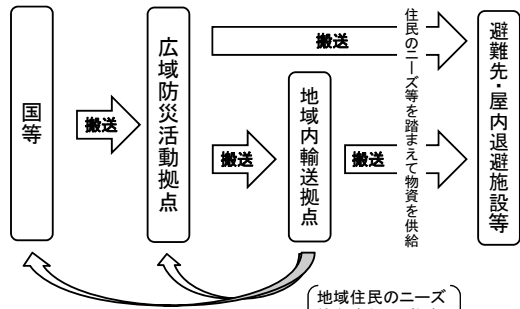 国等
搬送
広域防災活動拠点
搬送
搬送
地域内輸送拠点
搬送
住民のニーズ等を踏まえて物資を供給
避難先・屋内退避施設等
地域住民のニーズ